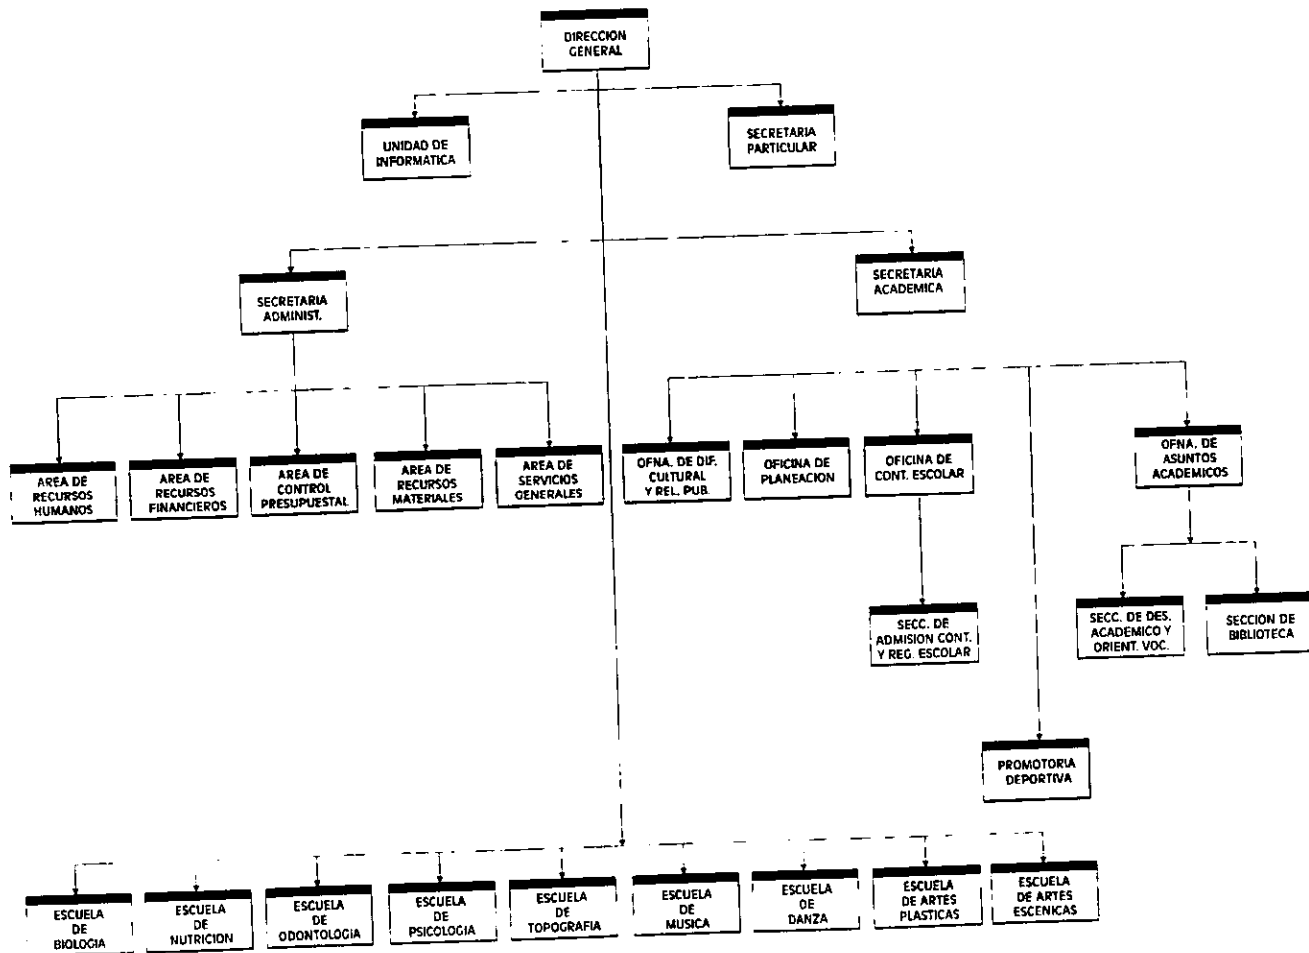 DIRECCION
GENERAL
UNIDAD DE
INFORMATICA
SECRETARIA
PARTICULAR
SECRETARIA
ADMINIST.
SECRETARIA
ACADEMICA
AREA DE
RECURSOS
HUMANOS
AREA DE
RECURSOS
FINANCIEROS
AREA DE
CONTROL
PRESUPUESTAL
AREA DE
RECURSOS
MATERIALES
AREA DE
SERVICIOS
GENERALES
OFNA. DE DIF.
CULTURAL
Y REL. PUB.
OFICINA DE
PLANEACION
OFICINA DE
CONT. ESCOLAR
OFNA. DE
ASUNTOS
ACADEMICOS
SECC. DE
ADMISION CONT.
Y REG. ESCOLAR
SECC. DE DES.
ACADEMICO Y
ORIENT. VOC.
SECCION DE
BIBLIOTECA
PROMOTORIA
DEPORTIVA
ESCUELA
DE
BIOLOGIA
ESCUELA
DE
NUTRICION
ESCUELA
DE
ODONTOLOGIA
ESCUELA
DE
PSICOLOGIA
ESCUELA
DE
TOPOGRAFIA
ESCUELA
DE
MUSICA
ESCUELA
DE
DANZA
ESCUELA
DE ARTES
PLASTICAS
ESCUELA
DE ARTES
ESCENICAS